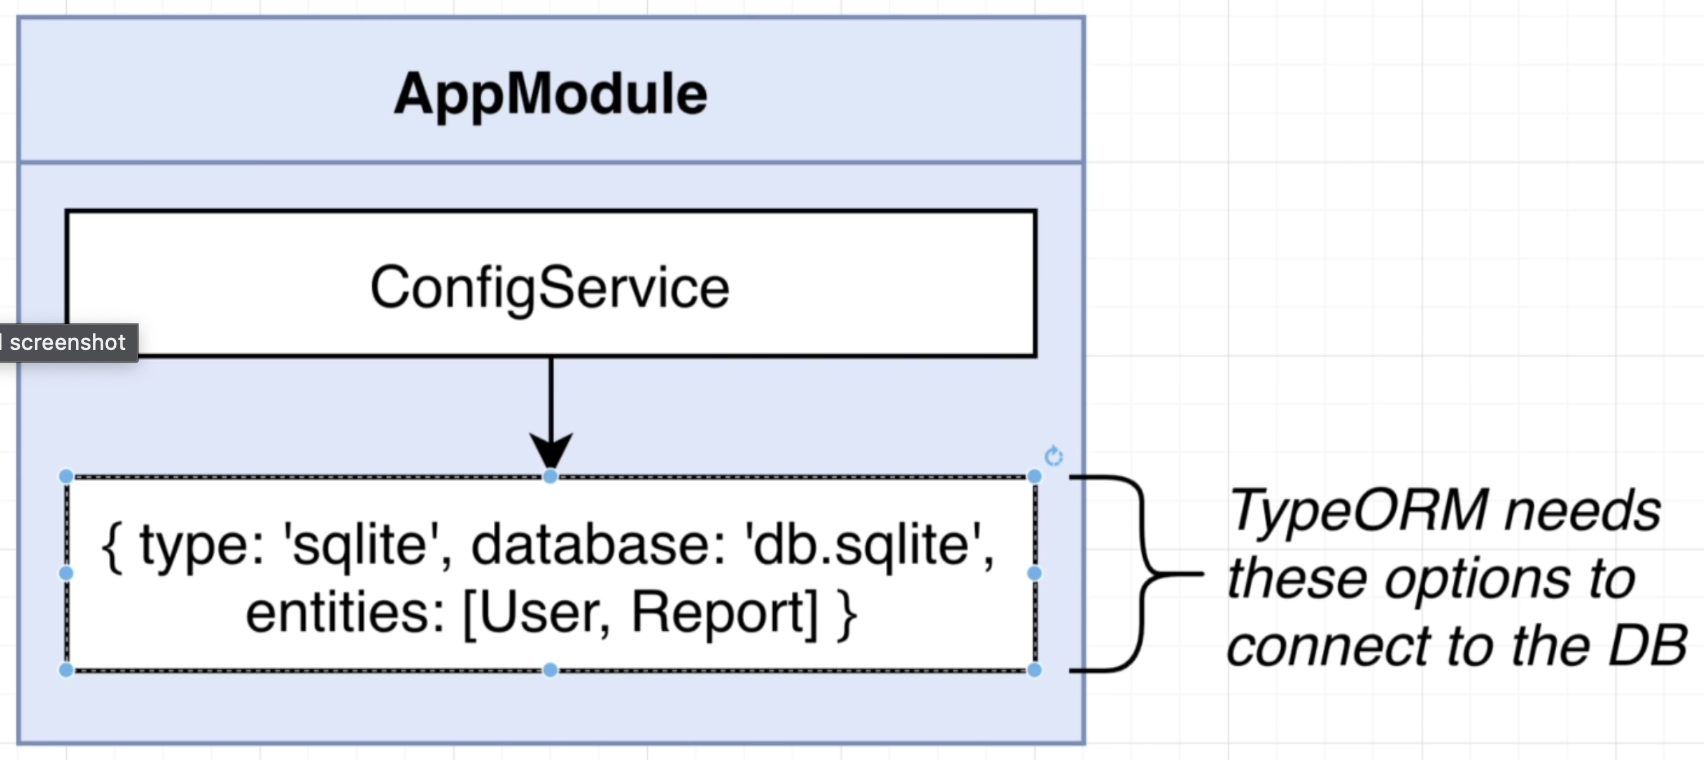 AppModule
ConfigService
screenshot
{ type: 'sqlite', database: 'db.sqlite',
entities: [User, Report] }
TypeORM needs
these options to
connect to the DB